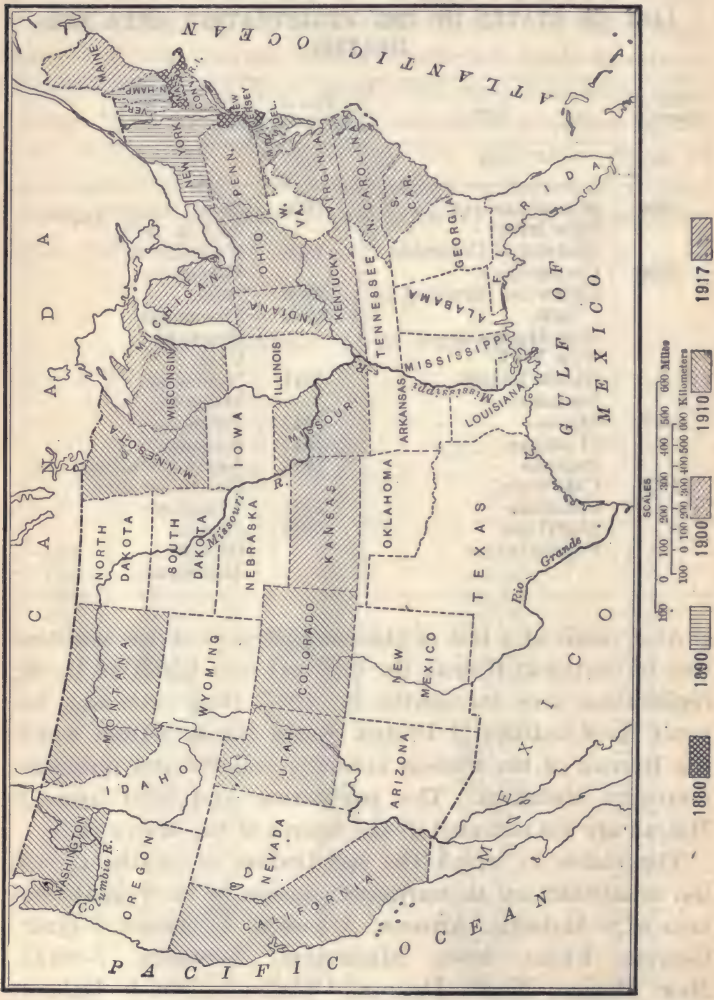 CANADA
ATLANTIC OCEAN
PACIFIC OCEAN
GULF OF
MEXICO
MEXICO
WASHINGTON
Columbia R.
OREGON
CALIFORNIA
NEVADA
IDAHO
MONTANA
WYOMING
UTAH
ARIZONA
COLORADO
NEW
MEXICO
NORTH
DAKOTA
SOUTH
DAKOTA
Missouri
R.
NEBRASKA
KANSAS
OKLAHOMA
TEXAS
Rio Grande
MINNESOTA
IOWA
MISSOURI
ARKANSAS
LOUISIANA
WISCONSIN
ILLINOIS
MICHIGAN
INDIANA
OHIO
KENTUCKY
TENNESSEE
MISSISSIPPI
Mississippi
R.
ALABAMA
GEORGIA
FLORIDA
S.
CAR.
N. CAROLINA
VIRGINIA
W.
VA.
PENN.
NEW YORK
NEW
JERSEY
DEL.
CONN.
R.I.
VER.
N. HAMP.
MAINE
SCALES
100 0 100 200 300 400 500 600 Miles
100 0 100 200 300 400 500 600 Kilometers
1880
1890
1900
1910
1917